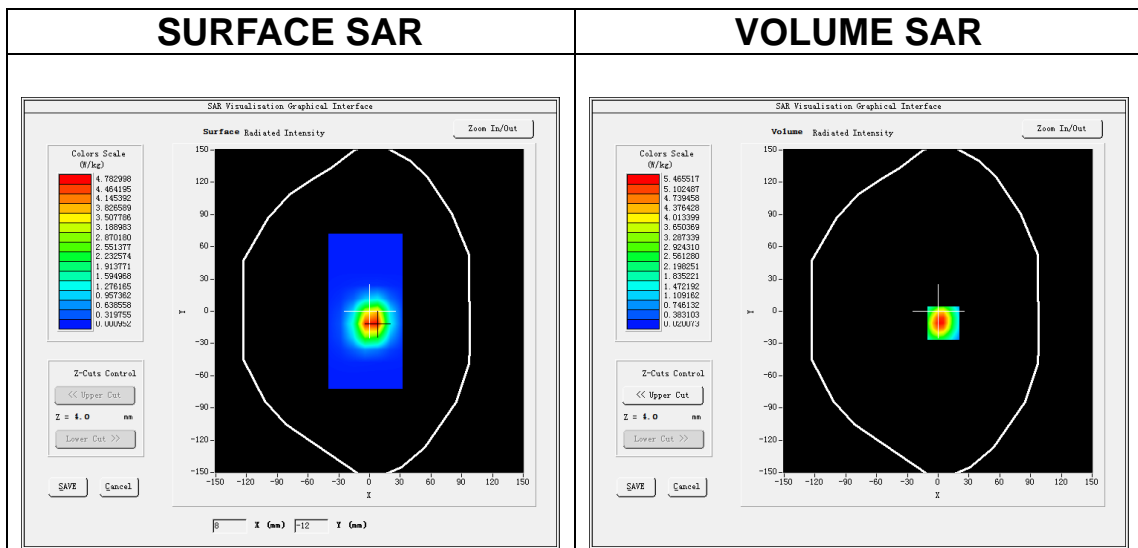 SURFACE SAR
VOLUME SAR
SAR Visualisation Graphical Interface
Surface Radiated Intensity
Zoom In/Out
Colors Scale
(W/kg)
4.782998
4.464195
4.145392
3.826589
3.507786
3.188983
2.870180
2.551377
2.232574
1.913771
1.594968
1.276165
0.957362
0.638558
0.319755
0.000952
Z-Cuts Control
<< Upper Cut
Z = 4.0 mm
Lower Cut >>
SAVE
Cancel
150
120
90
60
30
0
-30
-60
-90
-120
-150
Y
-150 -120 -90 -60 -30 0 30 60 90 120 150
X
8 X (mm) -12 Y (mm)
SAR Visualisation Graphical Interface
Volume Radiated Intensity
Zoom In/Out
Colors Scale
(W/kg)
5.465517
5.102487
4.739458
4.376428
4.013399
3.650369
3.287339
2.924310
2.561280
2.198251
1.835221
1.472192
1.109162
0.746132
0.383103
0.020073
Z-Cuts Control
<< Upper Cut
Z = 4.0 mm
Lower Cut >>
SAVE
Cancel
150
120
90
60
30
0
-30
-60
-90
-120
-150
Y
-150 -120 -90 -60 -30 0 30 60 90 120 150
X